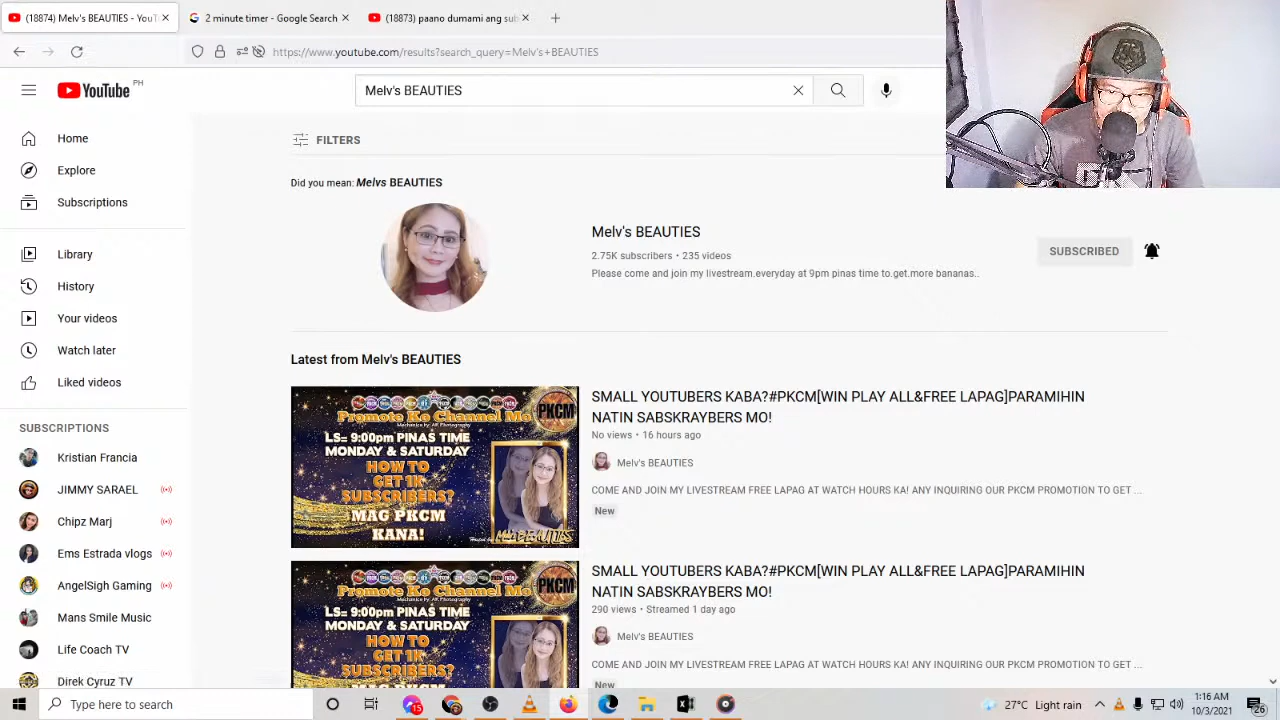 (18874) Melv's BEAUTIES - YouT
2 minute timer - Google Search
(18873) paano dumami ang sub
https://www.youtube.com/results?search_query=Melv's+BEAUTIES
YouTube PH
Melv's BEAUTIES
Home
Explore
Subscriptions
Library
History
Your videos
Watch later
Liked videos
SUBSCRIPTIONS
Kristian Francia
JIMMY SARAEL
Chipz Marj
Ems Estrada vlogs
AngelSigh Gaming
Mans Smile Music
Life Coach TV
Direk Cyruz TV
FILTERS
Did you mean: Melvs BEAUTIES
Melv's BEAUTIES
2.75K subscribers • 235 videos
Please come and join my livestream.everyday at 9pm pinas time to.get.more bananas..
SUBSCRIBED
Latest from Melv's BEAUTIES
Promote Ko Channel Mo
PKCM
LS= 9:00pm PINAS TIME
MONDAY & SATURDAY
HOW TO
GET 1K
SUBSCRIBERS?
MAG PKCM
KANA!
SMALL YOUTUBERS KABA?#PKCM[WIN PLAY ALL&FREE LAPAG]PARAMIHIN
NATIN SABSKRAYBERS MO!
No views • 16 hours ago
Melv's BEAUTIES
COME AND JOIN MY LIVESTREAM FREE LAPAG AT WATCH HOURS KA! ANY INQUIRING OUR PKCM PROMOTION TO GET ...
New
Promote Ko Channel Mo
PKCM
LS= 9:00pm PINAS TIME
MONDAY & SATURDAY
HOW TO
GET 1K
SUBSCRIBERS?
MAG PKCM
SMALL YOUTUBERS KABA?#PKCM[WIN PLAY ALL&FREE LAPAG]PARAMIHIN
NATIN SABSKRAYBERS MO!
290 views • Streamed 1 day ago
Melv's BEAUTIES
COME AND JOIN MY LIVESTREAM FREE LAPAG AT WATCH HOURS KA! ANY INQUIRING OUR PKCM PROMOTION TO GET ...
New
Type here to search
15
27°C Light rain
1:16 AM
10/3/2021
26